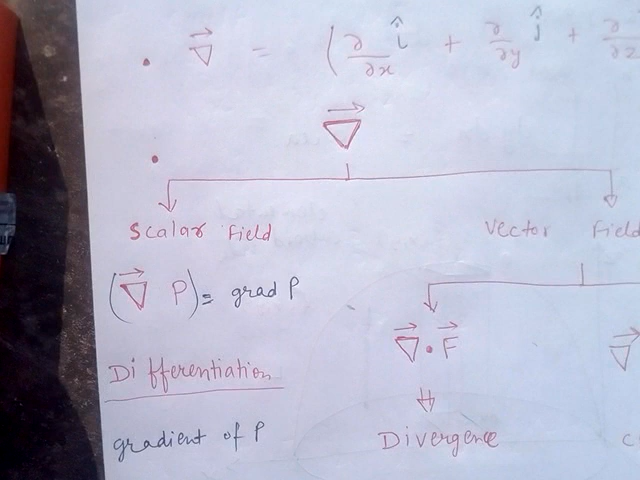 ∇⃗ = (∂/∂x î + ∂/∂y ĵ + ∂/∂z
∇⃗
Scalar Field
Vector Field
(∇⃗ P) = grad P
∇⃗ . F⃗
∇⃗
Differentiation
gradient of P
Divergence